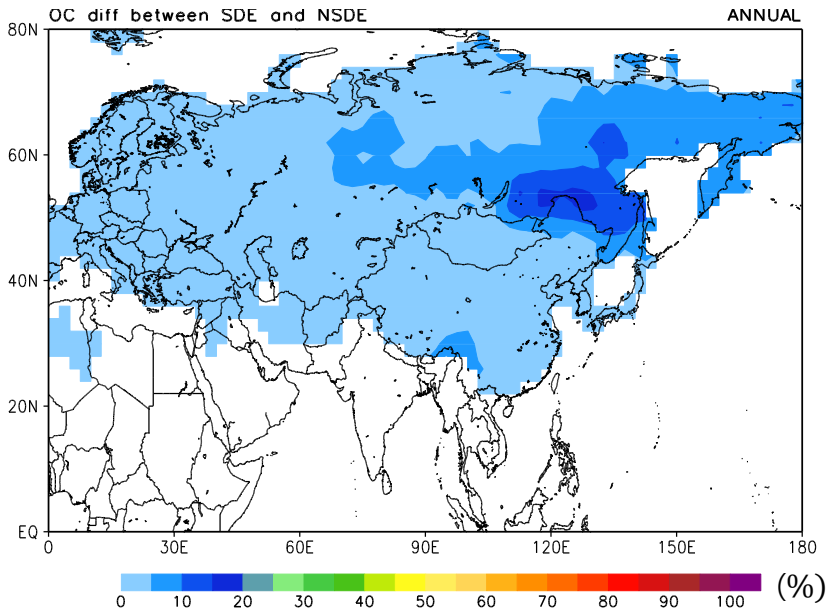 OC diff between SDE and NSDE ANNUAL
80N
60N
40N
20N
EQ
0 30E 60E 90E 120E 150E 180
0 10 20 30 40 50 60 70 80 90 100 (%)